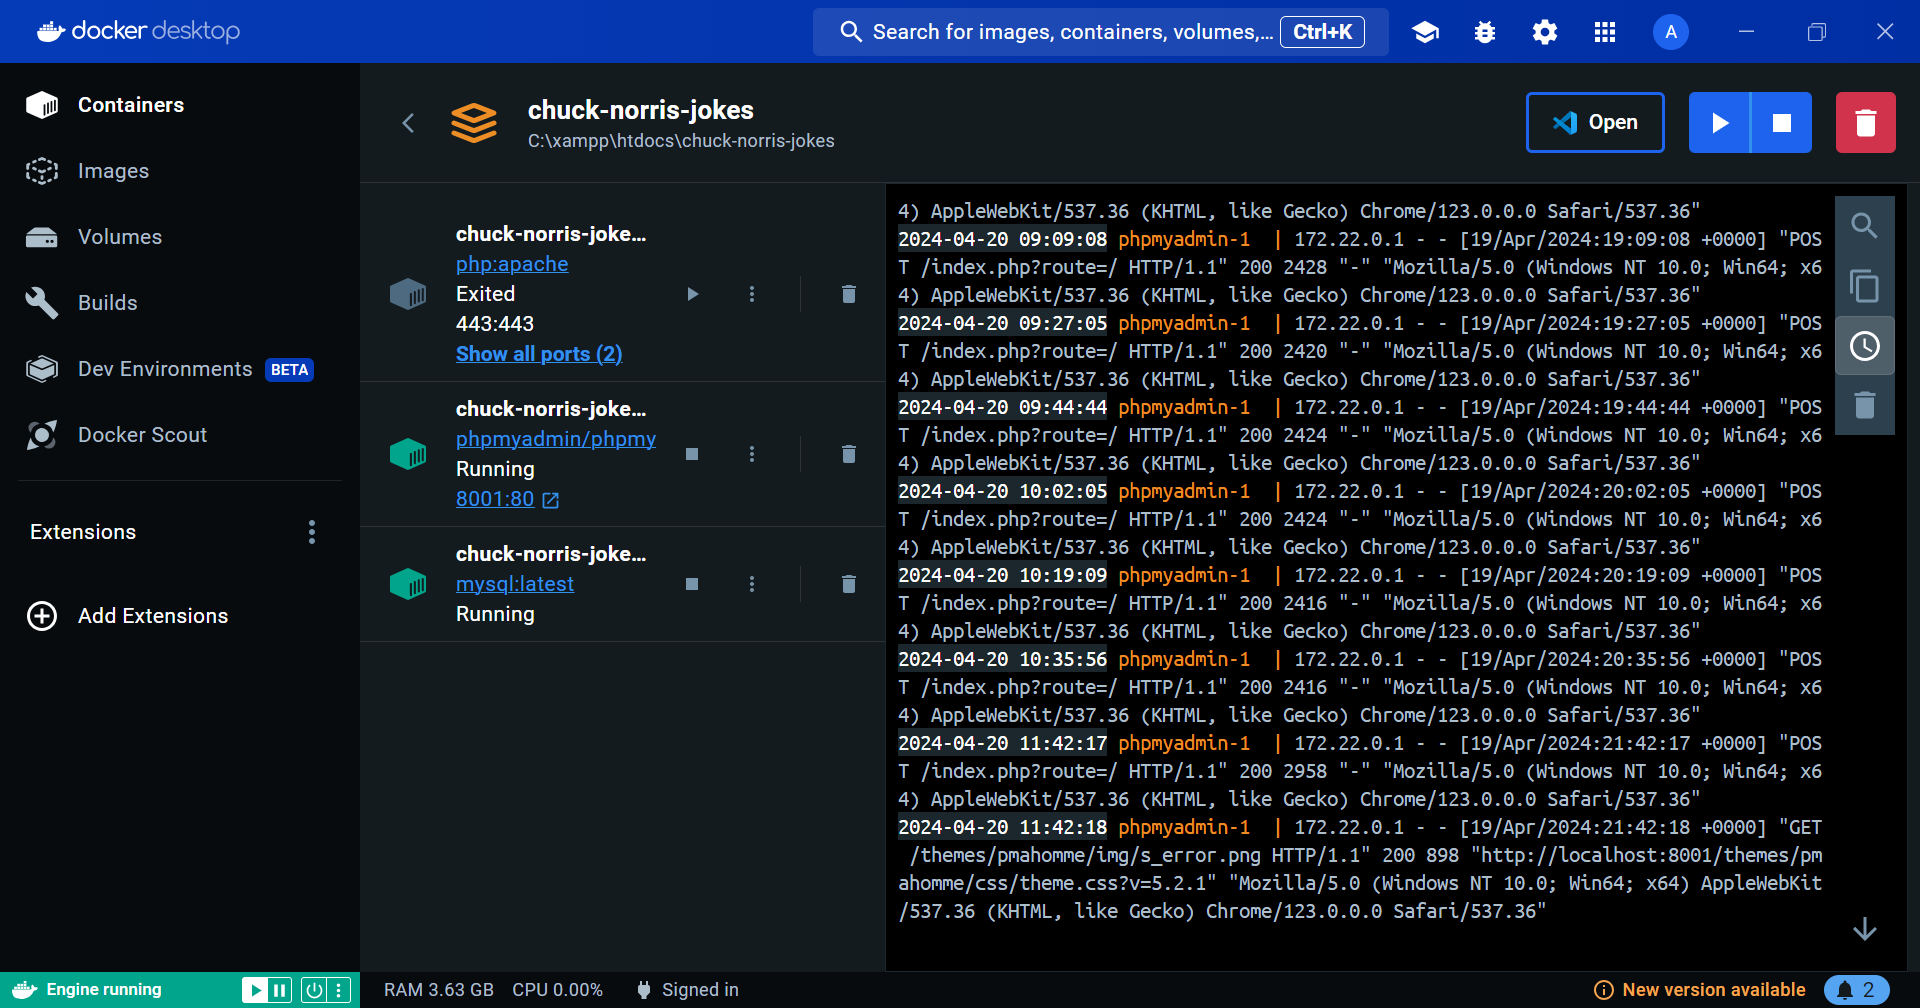 docker desktop
Search for images, containers, volumes,... Ctrl+K
A
Containers
Images
Volumes
Builds
Dev Environments BETA
Docker Scout
Extensions
Add Extensions
chuck-norris-jokes
C:\xampp\htdocs\chuck-norris-jokes
Open
chuck-norris-joke...
php:apache
Exited
443:443
Show all ports (2)
chuck-norris-joke...
phpmyadmin/phpmy
Running
8001:80
chuck-norris-joke...
mysql:latest
Running
4) AppleWebKit/537.36 (KHTML, like Gecko) Chrome/123.0.0.0 Safari/537.36"
2024-04-20 09:09:08 phpmyadmin-1  | 172.22.0.1 - - [19/Apr/2024:19:09:08 +0000] "POS
T /index.php?route=/ HTTP/1.1" 200 2428 "-" "Mozilla/5.0 (Windows NT 10.0; Win64; x6
4) AppleWebKit/537.36 (KHTML, like Gecko) Chrome/123.0.0.0 Safari/537.36"
2024-04-20 09:27:05 phpmyadmin-1  | 172.22.0.1 - - [19/Apr/2024:19:27:05 +0000] "POS
T /index.php?route=/ HTTP/1.1" 200 2420 "-" "Mozilla/5.0 (Windows NT 10.0; Win64; x6
4) AppleWebKit/537.36 (KHTML, like Gecko) Chrome/123.0.0.0 Safari/537.36"
2024-04-20 09:44:44 phpmyadmin-1  | 172.22.0.1 - - [19/Apr/2024:19:44:44 +0000] "POS
T /index.php?route=/ HTTP/1.1" 200 2424 "-" "Mozilla/5.0 (Windows NT 10.0; Win64; x6
4) AppleWebKit/537.36 (KHTML, like Gecko) Chrome/123.0.0.0 Safari/537.36"
2024-04-20 10:02:05 phpmyadmin-1  | 172.22.0.1 - - [19/Apr/2024:20:02:05 +0000] "POS
T /index.php?route=/ HTTP/1.1" 200 2424 "-" "Mozilla/5.0 (Windows NT 10.0; Win64; x6
4) AppleWebKit/537.36 (KHTML, like Gecko) Chrome/123.0.0.0 Safari/537.36"
2024-04-20 10:19:09 phpmyadmin-1  | 172.22.0.1 - - [19/Apr/2024:20:19:09 +0000] "POS
T /index.php?route=/ HTTP/1.1" 200 2416 "-" "Mozilla/5.0 (Windows NT 10.0; Win64; x6
4) AppleWebKit/537.36 (KHTML, like Gecko) Chrome/123.0.0.0 Safari/537.36"
2024-04-20 10:35:56 phpmyadmin-1  | 172.22.0.1 - - [19/Apr/2024:20:35:56 +0000] "POS
T /index.php?route=/ HTTP/1.1" 200 2416 "-" "Mozilla/5.0 (Windows NT 10.0; Win64; x6
4) AppleWebKit/537.36 (KHTML, like Gecko) Chrome/123.0.0.0 Safari/537.36"
2024-04-20 11:42:17 phpmyadmin-1  | 172.22.0.1 - - [19/Apr/2024:21:42:17 +0000] "POS
T /index.php?route=/ HTTP/1.1" 200 2958 "-" "Mozilla/5.0 (Windows NT 10.0; Win64; x6
4) AppleWebKit/537.36 (KHTML, like Gecko) Chrome/123.0.0.0 Safari/537.36"
2024-04-20 11:42:18 phpmyadmin-1  | 172.22.0.1 - - [19/Apr/2024:21:42:18 +0000] "GET
/themes/pmahomme/img/s_error.png HTTP/1.1" 200 898 "http://localhost:8001/themes/pm
ahomme/css/theme.css?v=5.2.1" "Mozilla/5.0 (Windows NT 10.0; Win64; x64) AppleWebKit
/537.36 (KHTML, like Gecko) Chrome/123.0.0.0 Safari/537.36"
Engine running
RAM 3.63 GB CPU 0.00% Signed in
New version available 2